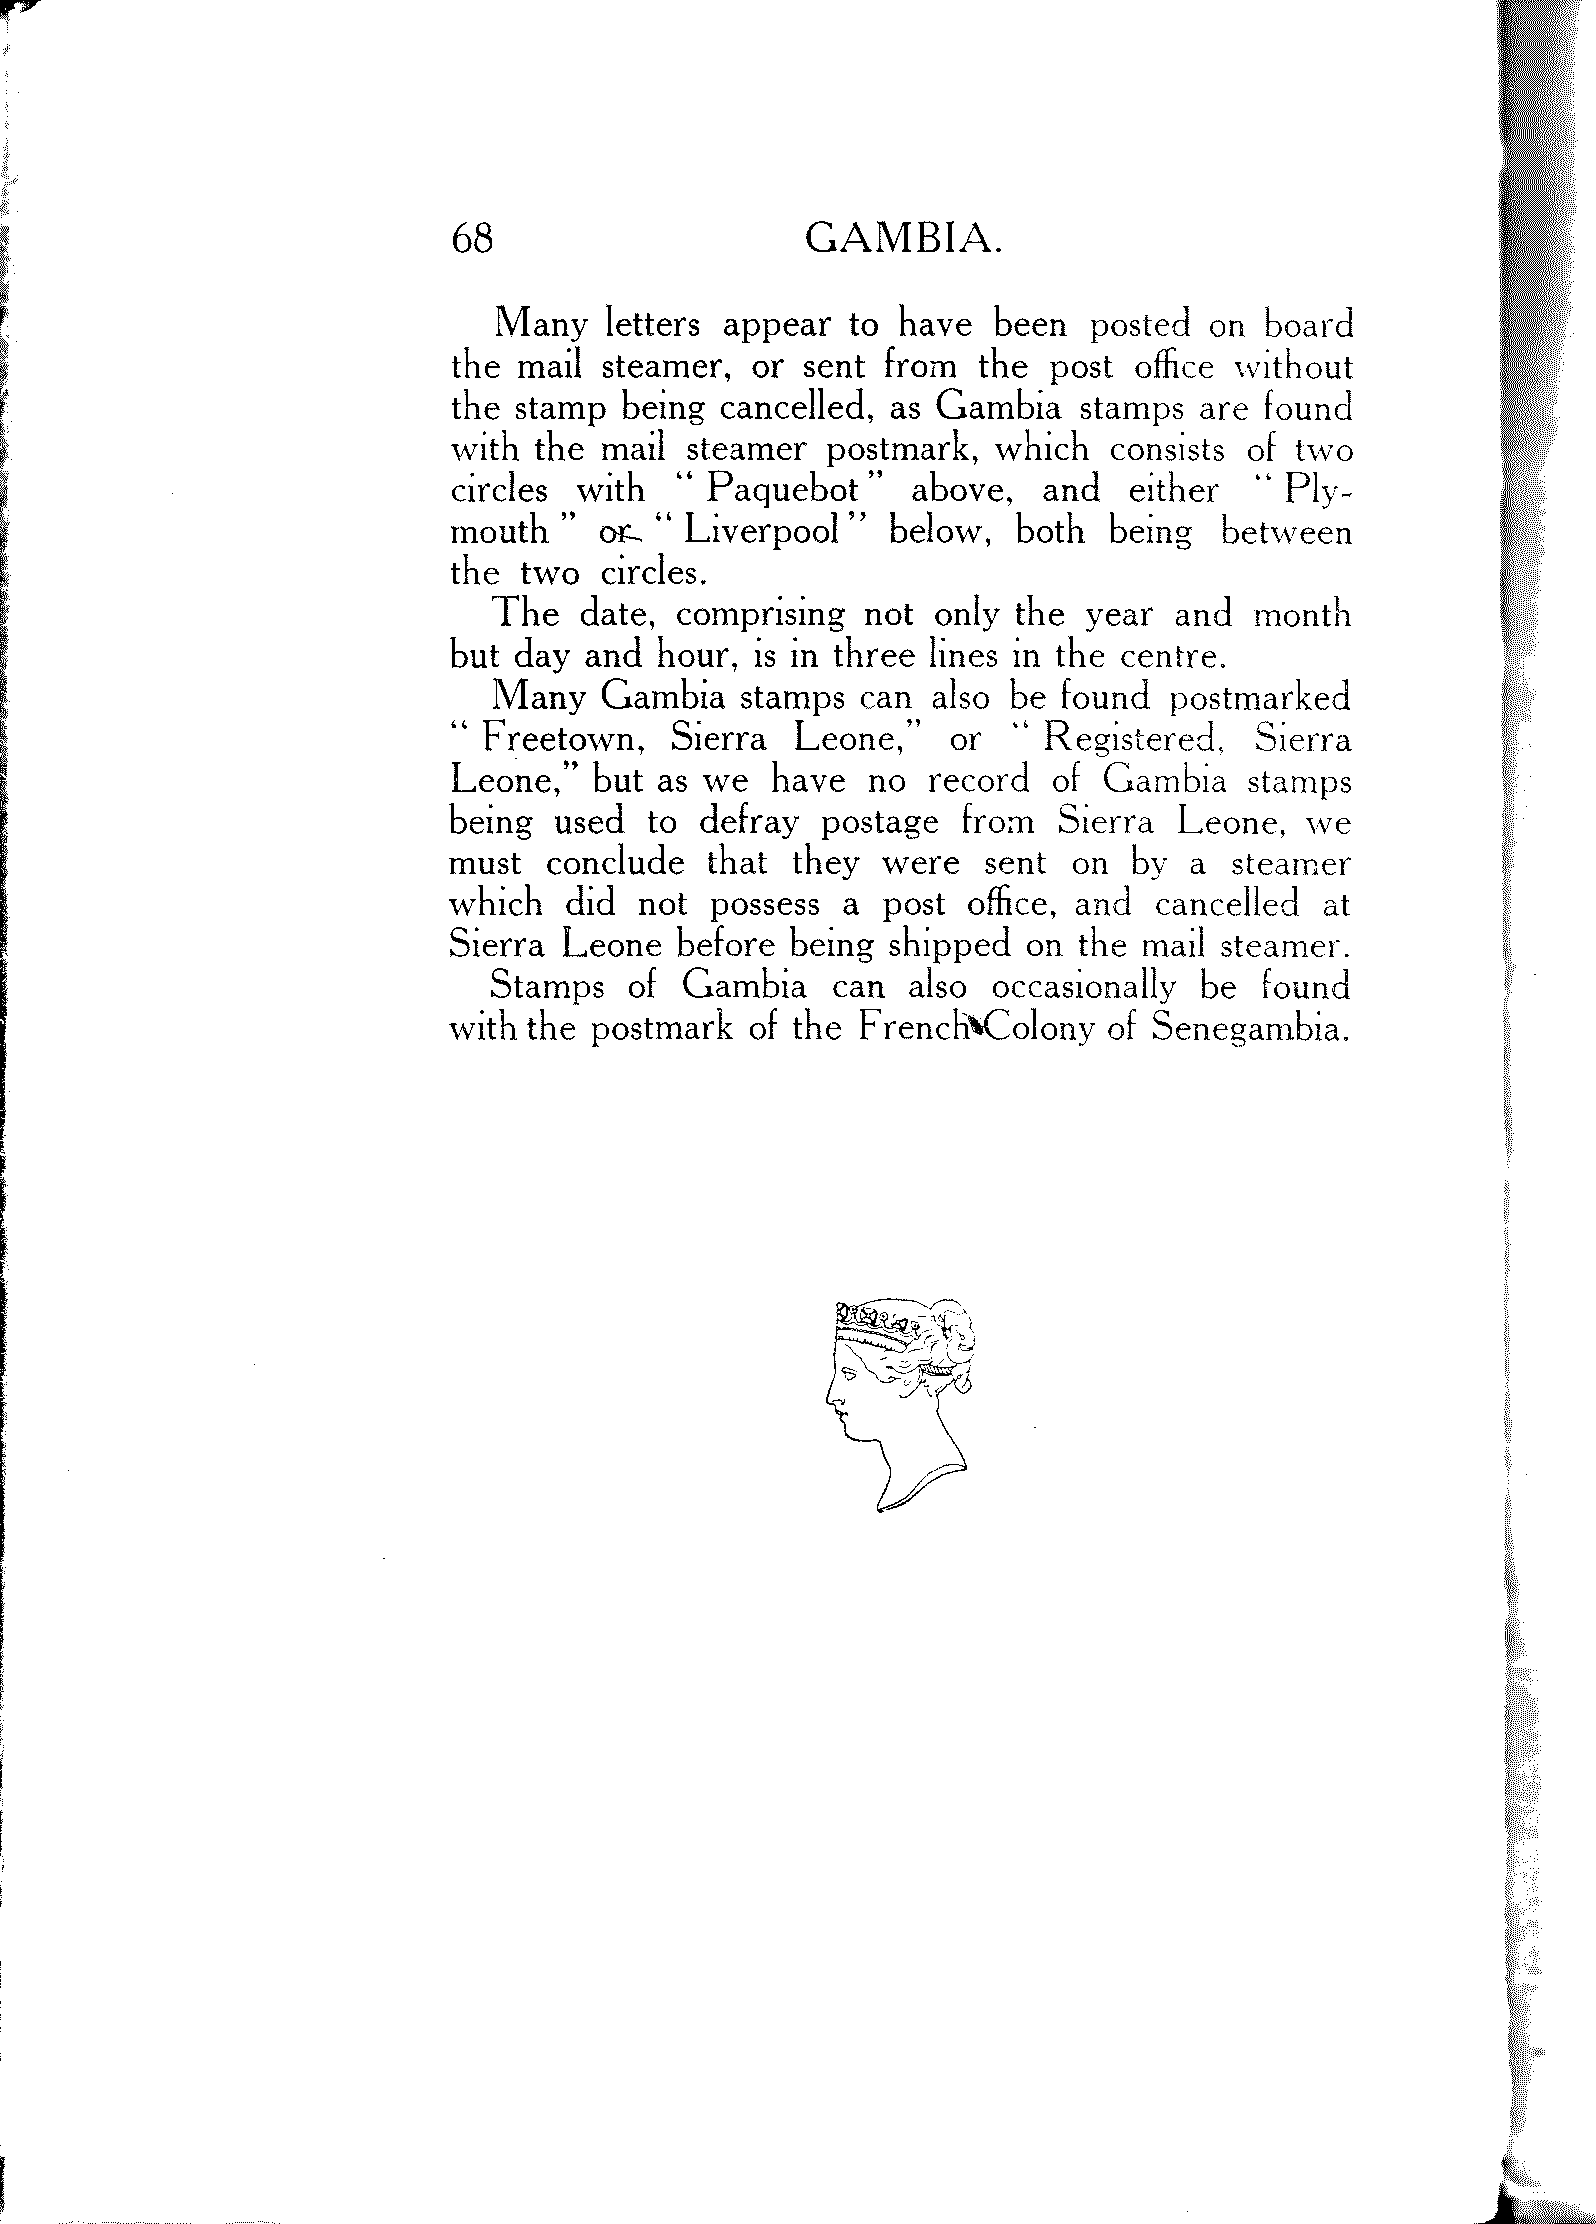 68 GAMBIA.
Many letters appear to have been posted on board
the mail steamer, or sent from the post office without
the stamp being cancelled, as Gambia stamps are found
with the mail steamer postmark, which consists of two
circles with “ Paquebot ” above, and either “ Ply-
mouth ” or “ Liverpool ” below, both being between
the two circles.
The date, comprising not only the year and month
but day and hour, is in three lines in the centre.
Many Gambia stamps can also be found postmarked
“ Freetown, Sierra Leone,” or “ Registered, Sierra
Leone,” but as we have no record of Gambia stamps
being used to defray postage from Sierra Leone, we
must conclude that they were sent on by a steamer
which did not possess a post office, and cancelled at
Sierra Leone before being shipped on the mail steamer.
Stamps of Gambia can also occasionally be found
with the postmark of the French Colony of Senegambia.